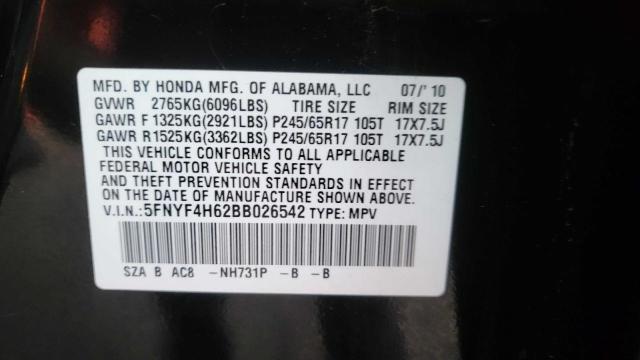 MFD. BY HONDA MFG. OF ALABAMA, LLC 07/' 10
GVWR 2765KG(6096LBS) TIRE SIZE RIM SIZE
GAWR F 1325KG(2921LBS) P245/65R17 105T 17X7.5J
GAWR R1525KG(3362LBS) P245/65R17 105T 17X7.5J
THIS VEHICLE CONFORMS TO ALL APPLICABLE
FEDERAL MOTOR VEHICLE SAFETY
AND THEFT PREVENTION STANDARDS IN EFFECT
ON THE DATE OF MANUFACTURE SHOWN ABOVE.
V.I.N.:5FNYF4H62BB026542 TYPE: MPV
SZA B AC8 -NH731P -B -B